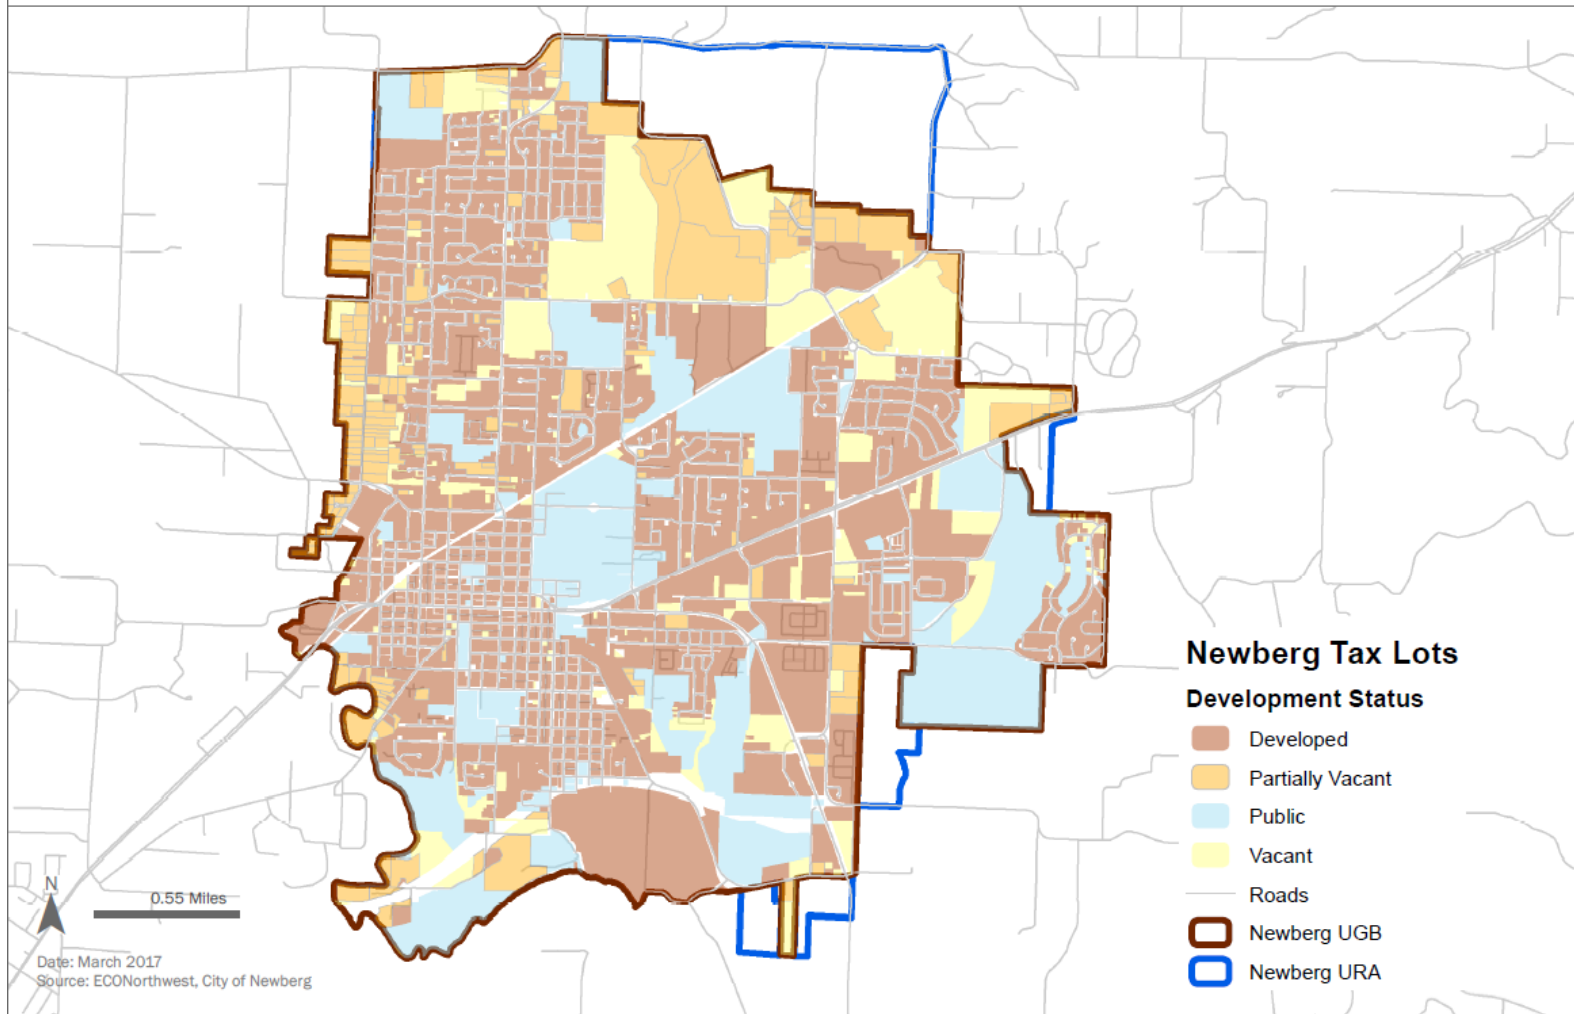 Newberg Tax Lots
Development Status
Developed
Partially Vacant
Public
Vacant
Roads
Newberg UGB
Newberg URA
N
0.55 Miles
Date: March 2017
Source: ECONorthwest, City of Newberg